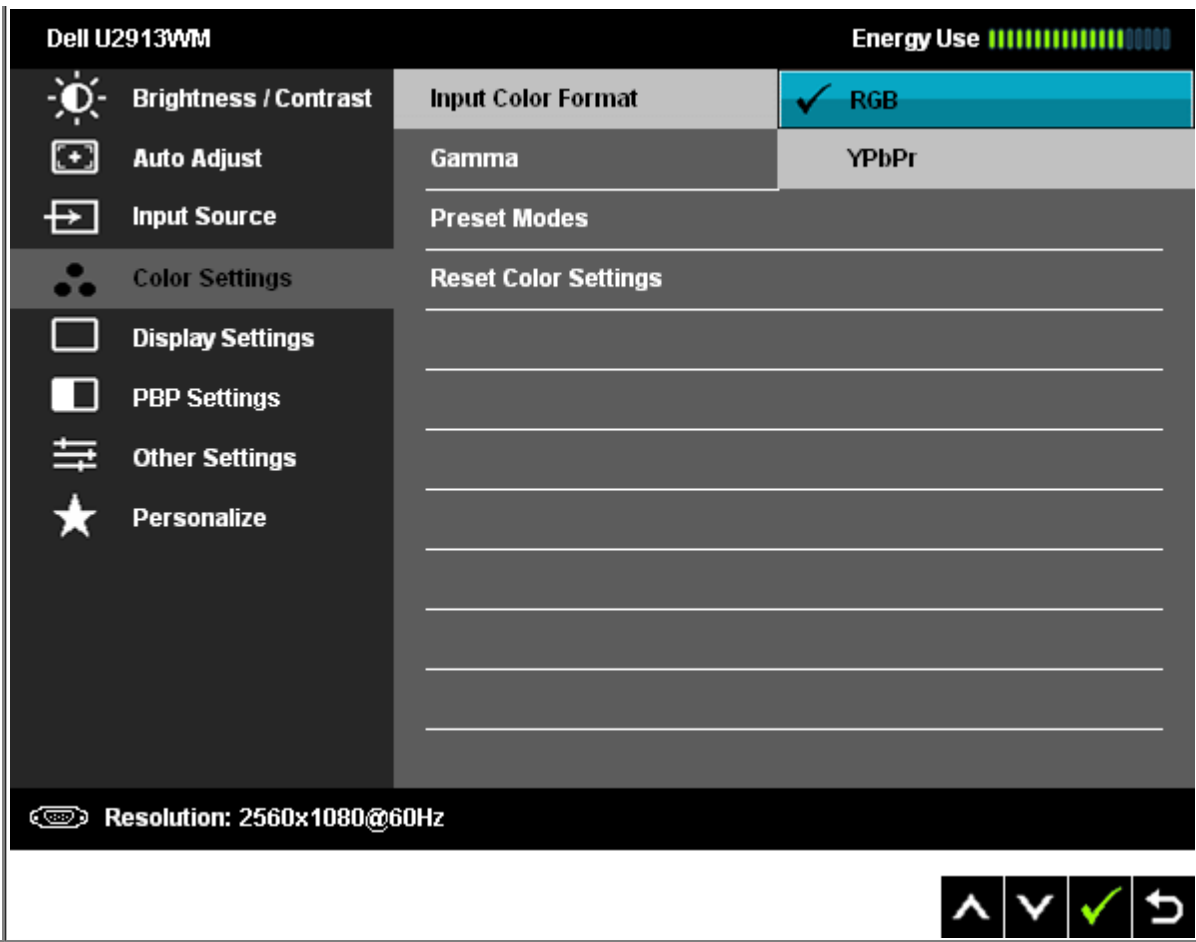 Dell U2913WM Energy Use
Brightness / Contrast Input Color Format RGB
Auto Adjust Gamma YPbPr
Input Source Preset Modes
Color Settings Reset Color Settings
Display Settings
PBP Settings
Other Settings
Personalize
Resolution: 2560x1080@60Hz